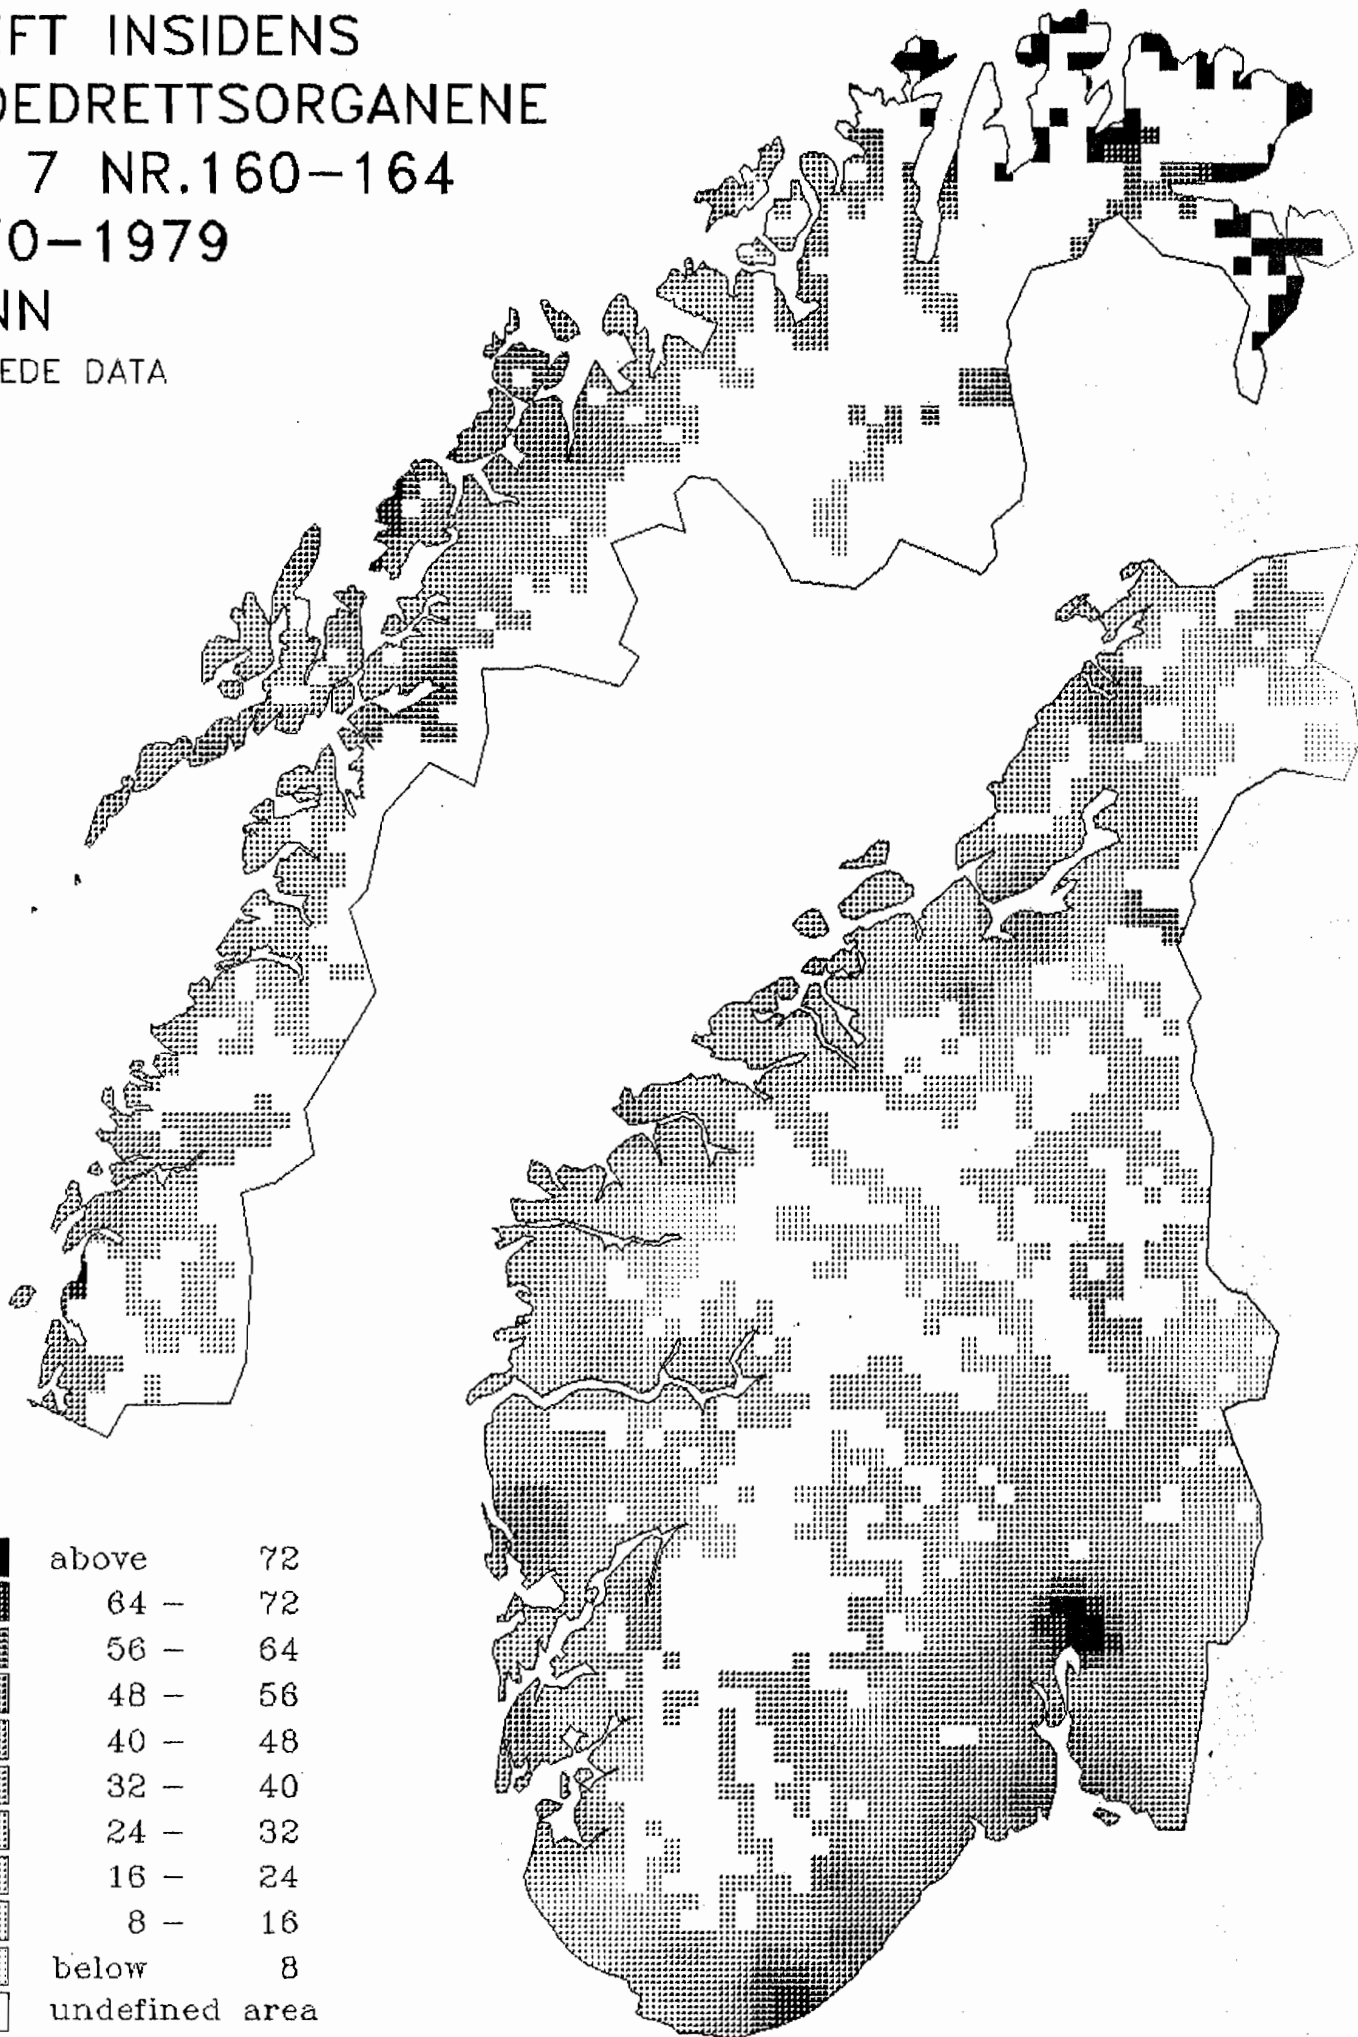 EFT INSIDENS
DEDRETTSORGANENE
7 NR.160-164
70-1979
NN
EDE DATA
above 72
64 - 72
56 - 64
48 - 56
40 - 48
32 - 40
24 - 32
16 - 24
8 - 16
below 8
undefined area